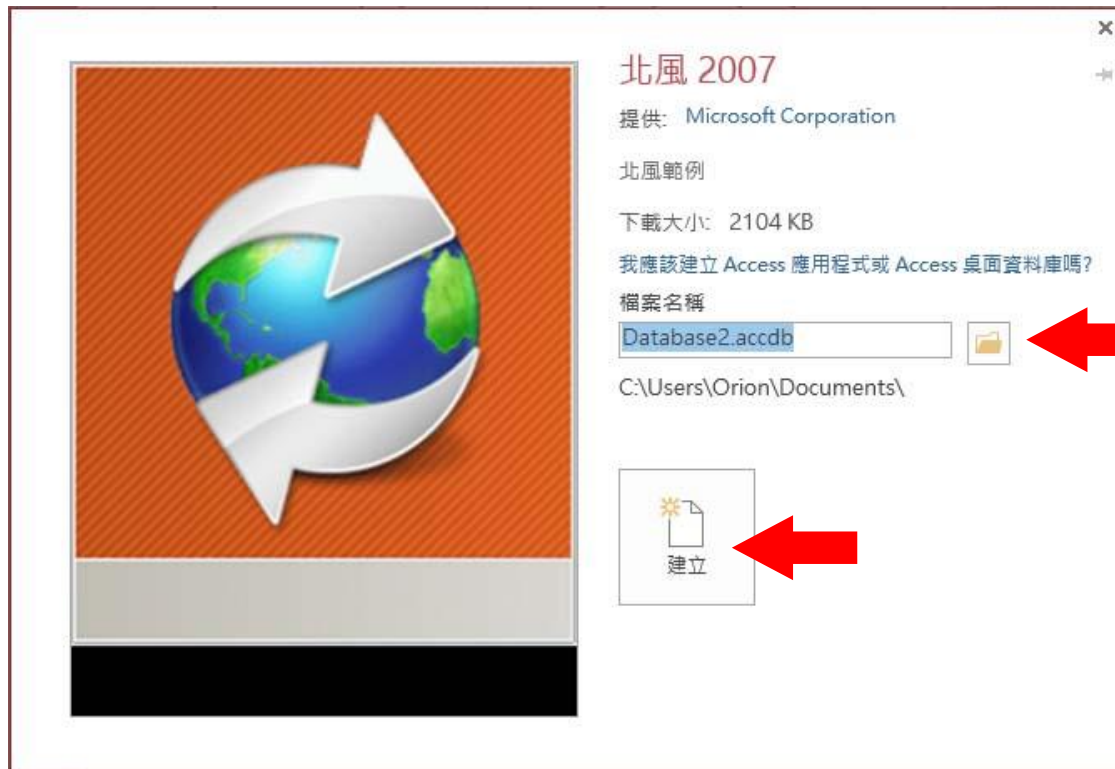 北風 2007
提供: Microsoft Corporation
北風範例
下載大小: 2104 KB
我應該建立 Access 應用程式或 Access 桌面資料庫嗎?
檔案名稱
Database2.accdb
C:\Users\Orion\Documents\
建立